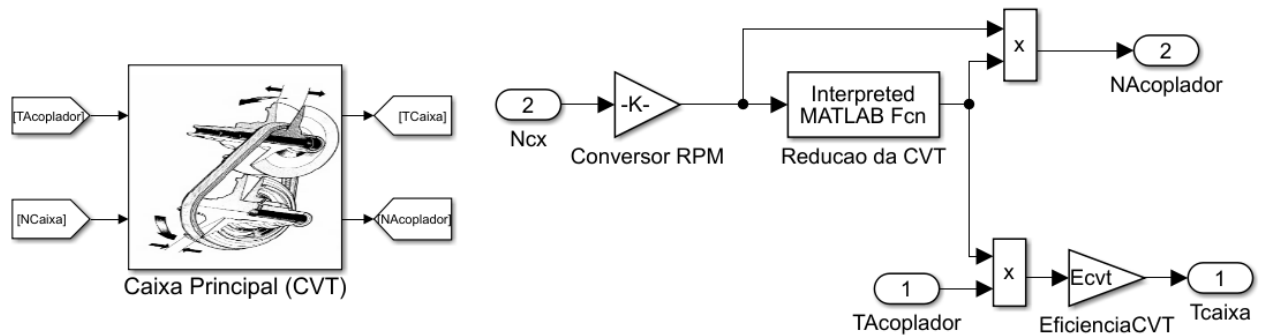 [TAcoplador]
[TCaixa]
[NCaixa]
[NAcoplador]
Caixa Principal (CVT)
2
Ncx
-K-
Conversor RPM
Interpreted
MATLAB Fcn
Reducao da CVT
x
2
NAcoplador
1
TAcoplador
x
Ecvt
EficienciaCVT
1
Tcaixa